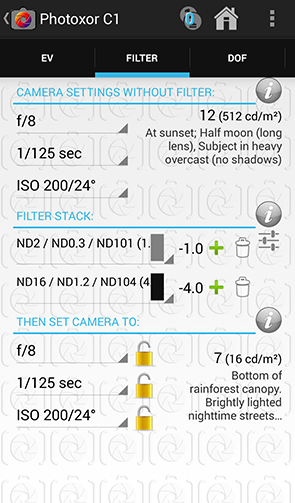 Photoxor C1
EV FILTER DOF
CAMERA SETTINGS WITHOUT FILTER:
f/8
12 (512 cd/m²)
1/125 sec
At sunset; Half moon (long
lens), Subject in heavy
overcast (no shadows)
ISO 200/24°
FILTER STACK:
ND2 / ND0.3 / ND101 (1. -1.0
ND16 / ND1.2 / ND104 (4 -4.0
THEN SET CAMERA TO:
f/8
7 (16 cd/m²)
1/125 sec
Bottom of
rainforest canopy.
Brightly lighted
nighttime streets...
ISO 200/24°